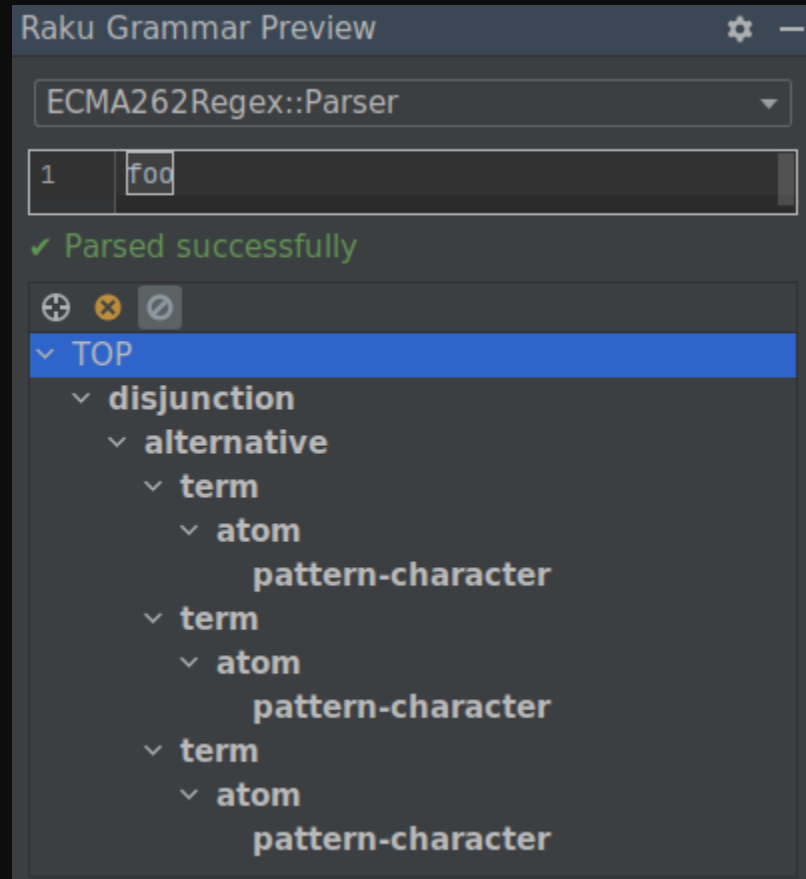 Raku Grammar Preview
ECMA262Regex::Parser
1 foo
✔ Parsed successfully
TOP
disjunction
alternative
term
atom
pattern-character
term
atom
pattern-character
term
atom
pattern-character